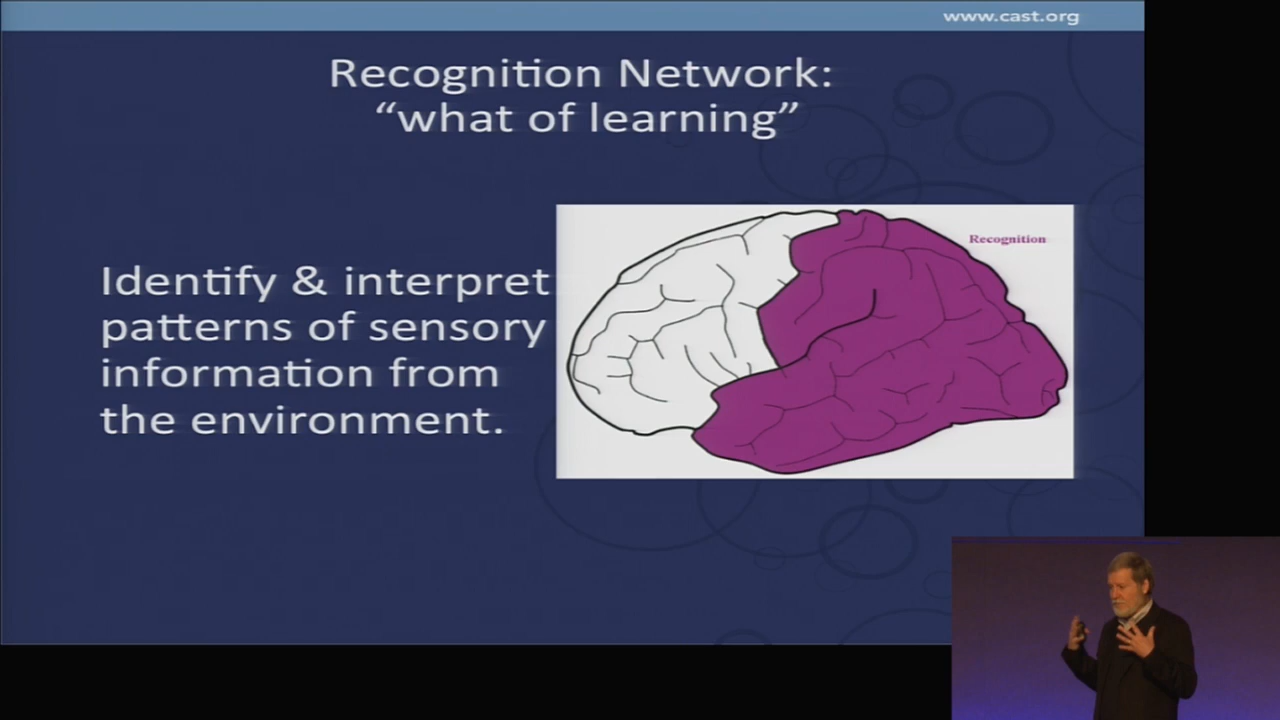 www.cast.org
Recognition Network:
“what of learning”
Identify & interpret
patterns of sensory
information from
the environment.
Recognition